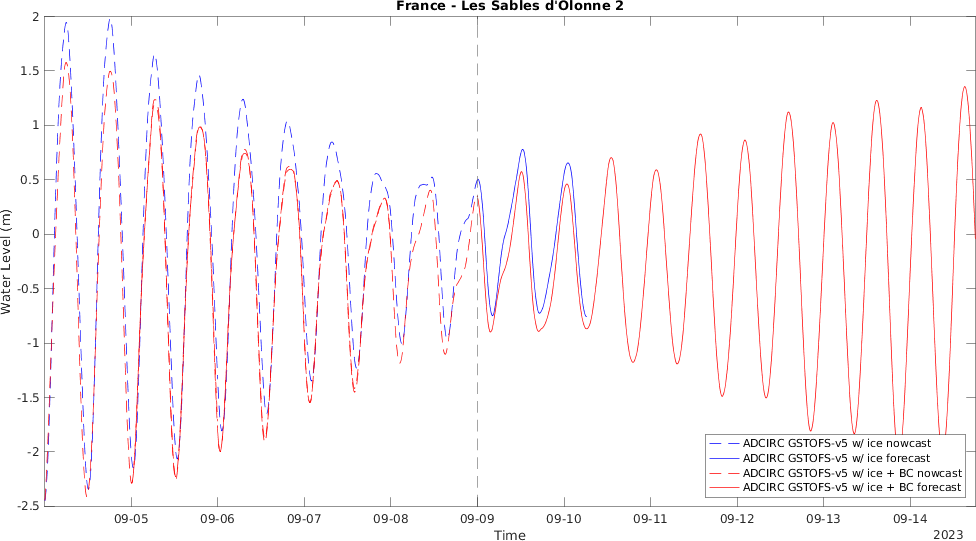 France - Les Sables d'Olonne 2
2
1.5
1
0.5
0
-0.5
-1
-1.5
-2
-2.5
Water Level (m)
09-05 09-06 09-07 09-08 09-09 09-10 09-11 09-12 09-13 09-14
Time
2023
ADCIRC GSTOFS-v5 w/ ice nowcast
ADCIRC GSTOFS-v5 w/ ice forecast
ADCIRC GSTOFS-v5 w/ ice + BC nowcast
ADCIRC GSTOFS-v5 w/ ice + BC forecast